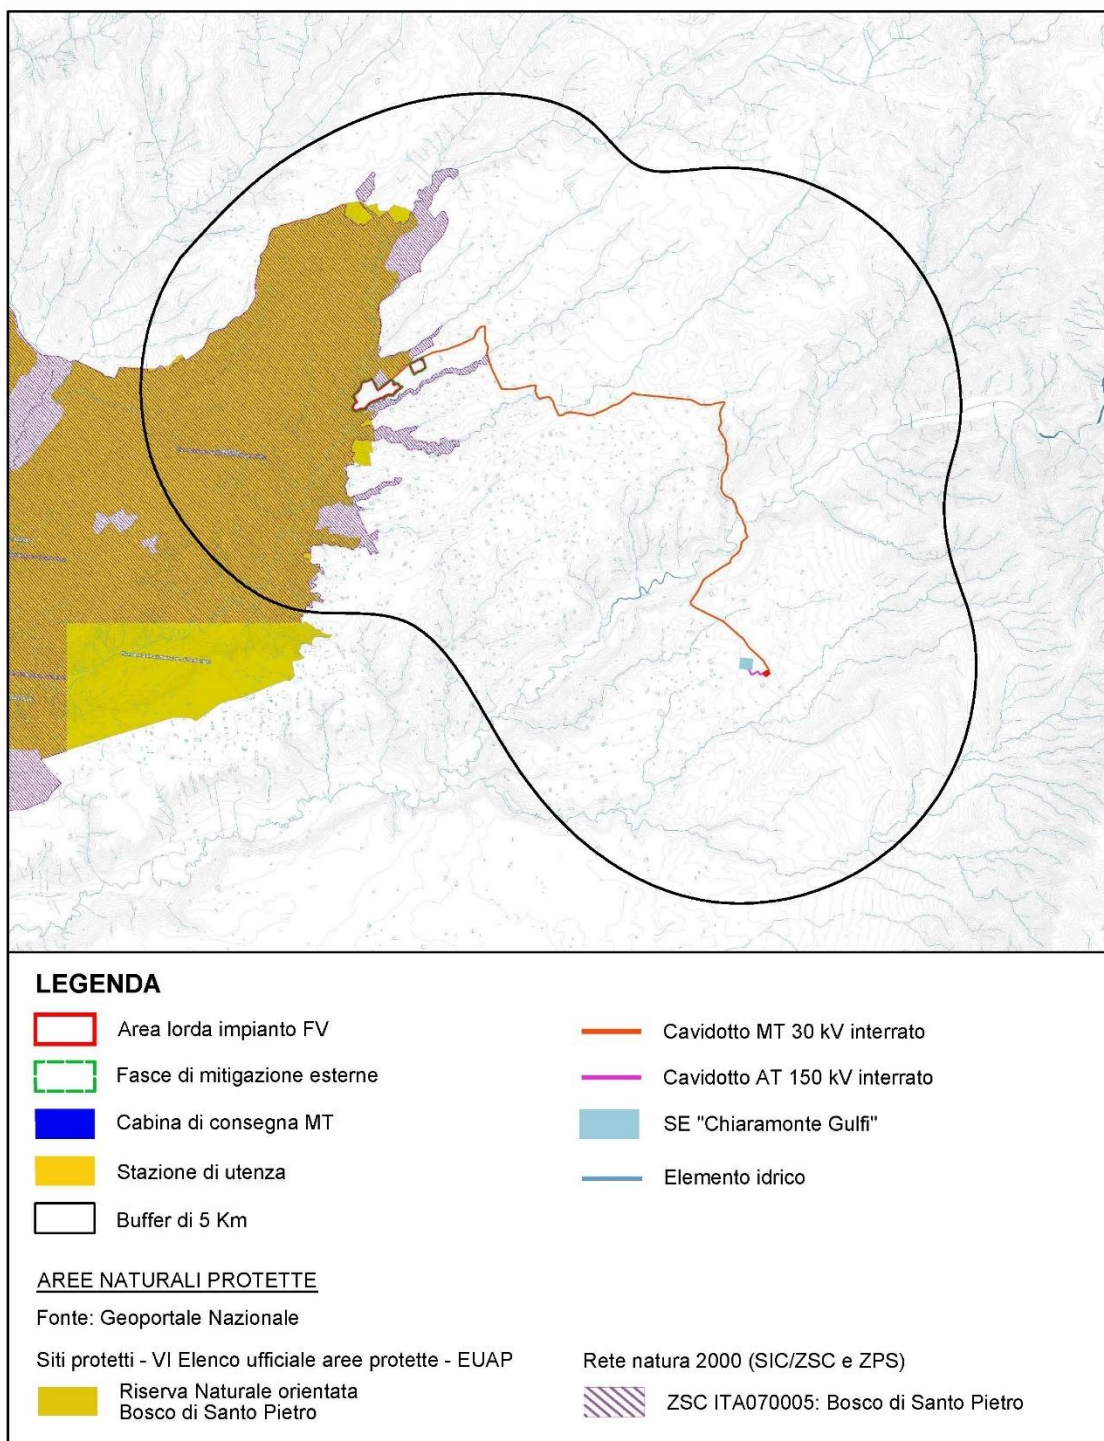 LEGENDA
Area lorda impianto FV
Fasce di mitigazione esterne
Cabina di consegna MT
Stazione di utenza
Buffer di 5 Km
Cavidotto MT 30 kV interrato
Cavidotto AT 150 kV interrato
SE "Chiaramonte Gulfi"
Elemento idrico
AREE NATURALI PROTETTE
Fonte: Geoportale Nazionale
Siti protetti - VI Elenco ufficiale aree protette - EUAP
Riserva Naturale orientata
Bosco di Santo Pietro
Rete natura 2000 (SIC/ZSC e ZPS)
ZSC ITA070005: Bosco di Santo Pietro